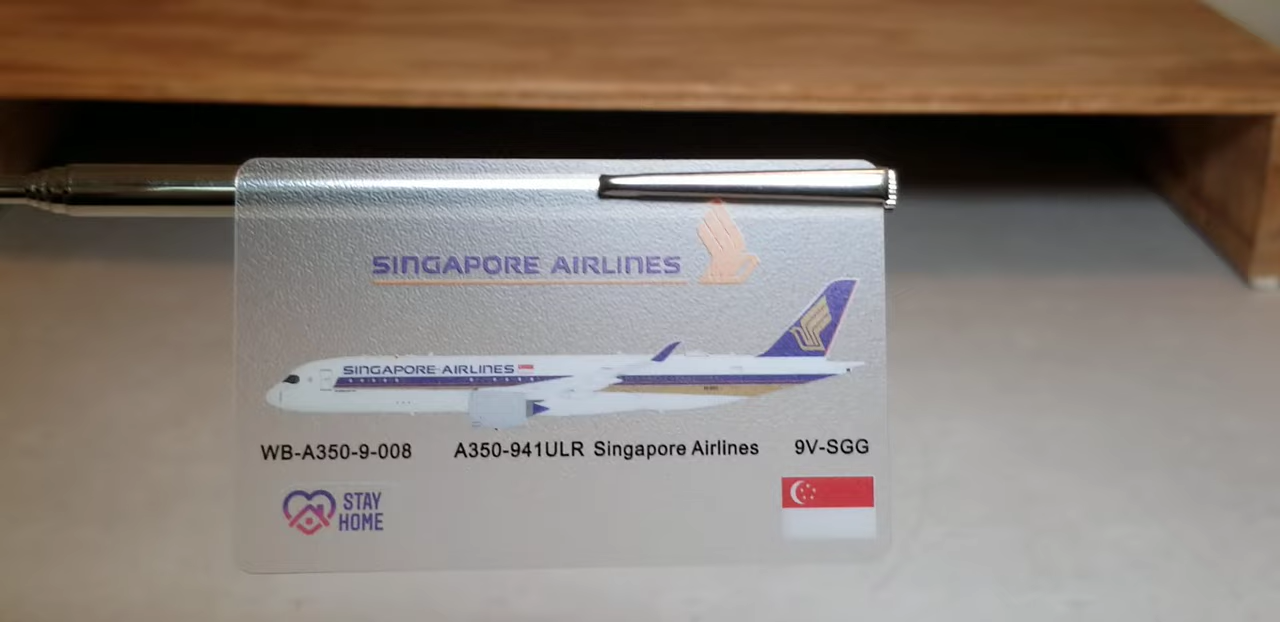 SINGAPORE AIRLINES
SINGAPORE AIRLINES
WB-A350-9-008 A350-941ULR Singapore Airlines 9V-SGG
STAY
HOME